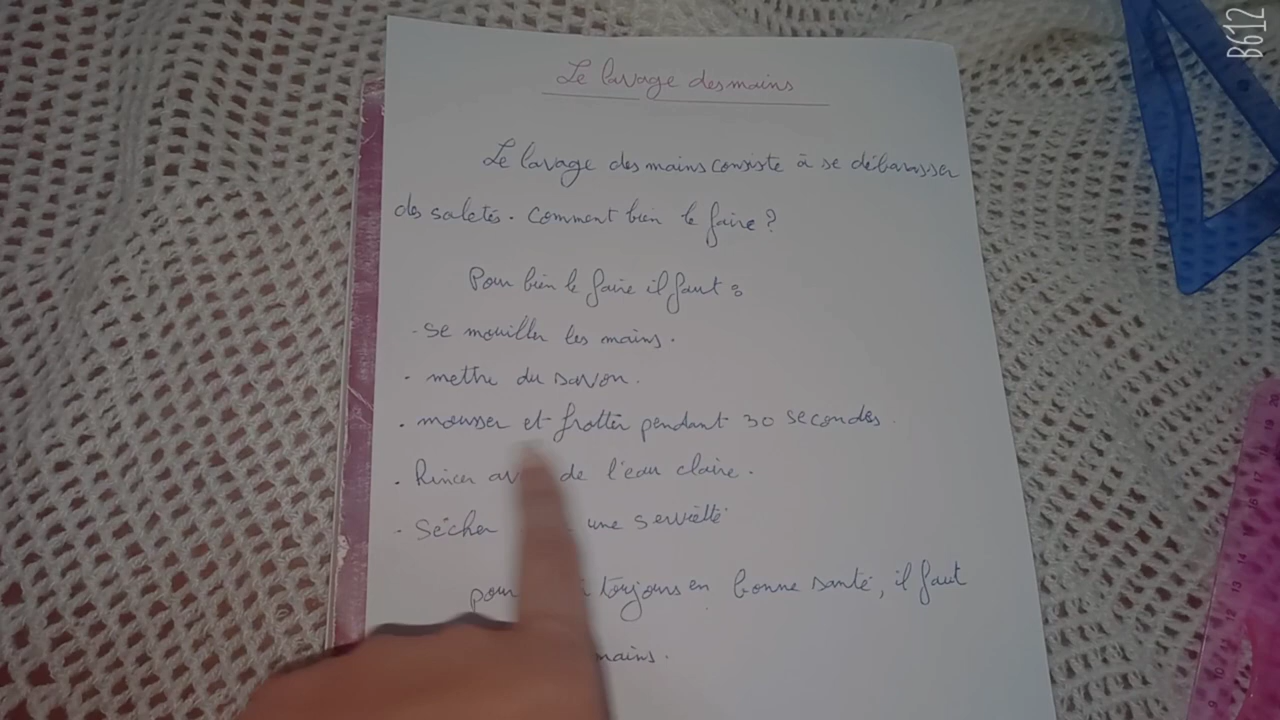 Le lavage des mains
Le lavage des mains consiste à se débarasser
des saletés. Comment bien le faire ?
Pour bien le faire il faut :
- Se mouiller les mains.
- mettre du savon.
- mousser et frotter pendant 30 secondes
- Rincer de l'eau claire.
- Sécher une serviette
pour toujours en bonne santé, il faut
mains.
B612